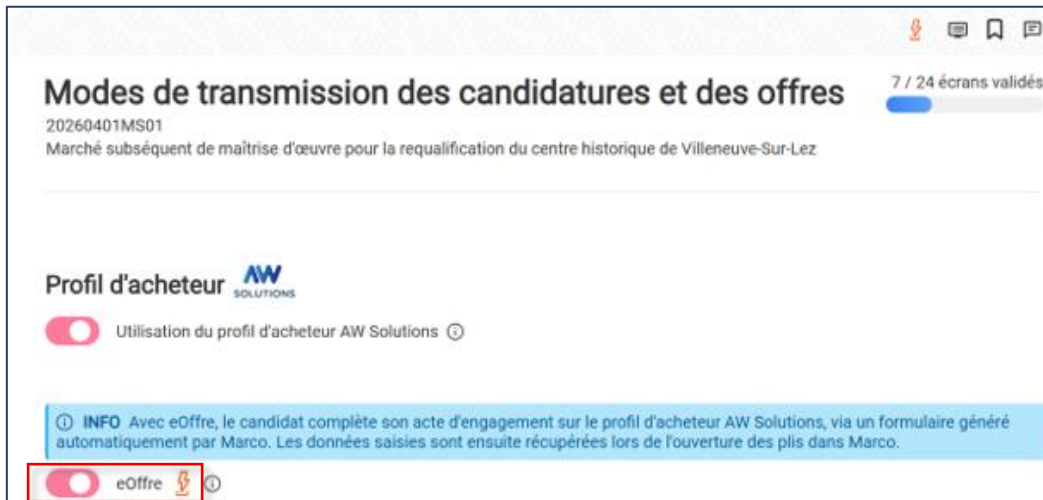 Modes de transmission des candidatures et des offres
7 / 24 écrans validés
20260401MS01
Marché subséquent de maîtrise d'œuvre pour la requalification du centre historique de Villeneuve-Sur-Lez
Profil d'acheteur AW SOLUTIONS
Utilisation du profil d'acheteur AW Solutions
INFO Avec eOffre, le candidat complète son acte d'engagement sur le profil d'acheteur AW Solutions, via un formulaire généré
automatiquement par Marco. Les données saisies sont ensuite récupérées lors de l'ouverture des plis dans Marco.
eOffre